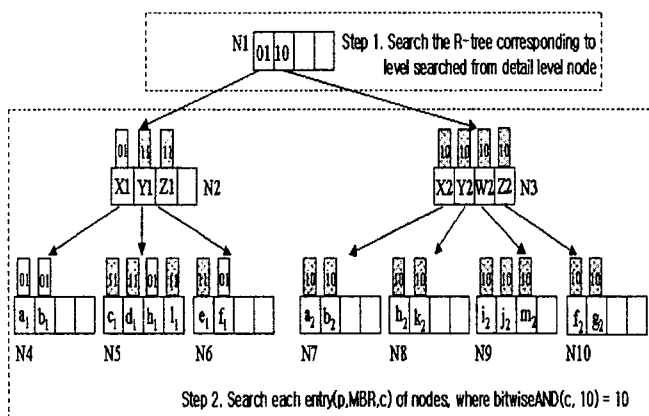 N1
01 10
Step 1. Search the R-tree corresponding to
level searched from detail level node
01 11 11
X1 Y1 Z1
N2
10 10 10 10
X2 Y2 W2 Z2
N3
01 01
a1 b1
N4
11 11 01 11
c1 d1 h1 l1
N5
11 01
e1 f1
N6
10 10
a2 b2
N7
10 10
h2 k2
N8
10 10 10
i2 j2 m2
N9
10 10
f2 g2
N10
Step 2. Search each entry(p,MBR,c) of nodes, where bitwiseAND(c, 10) = 10